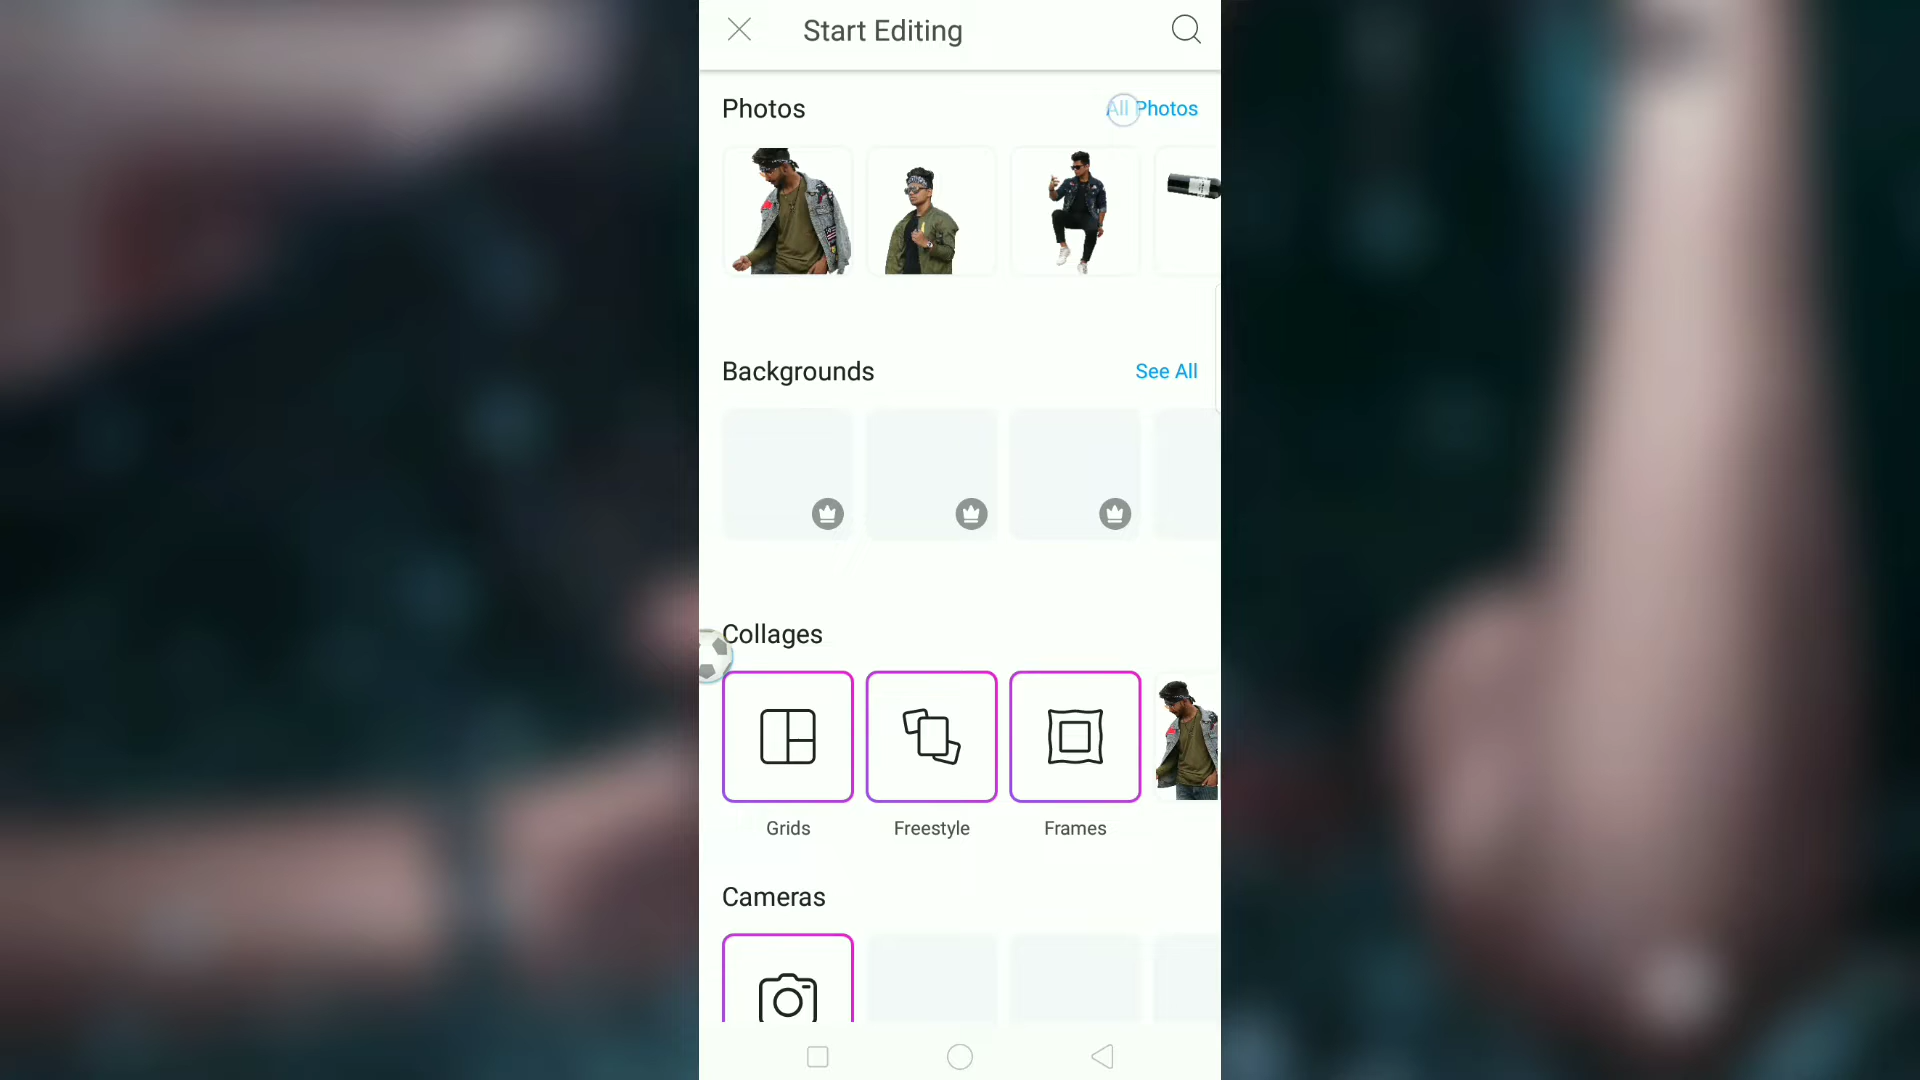 Start Editing
Photos
All Photos
Backgrounds
See All
Collages
Grids
Freestyle
Frames
Cameras